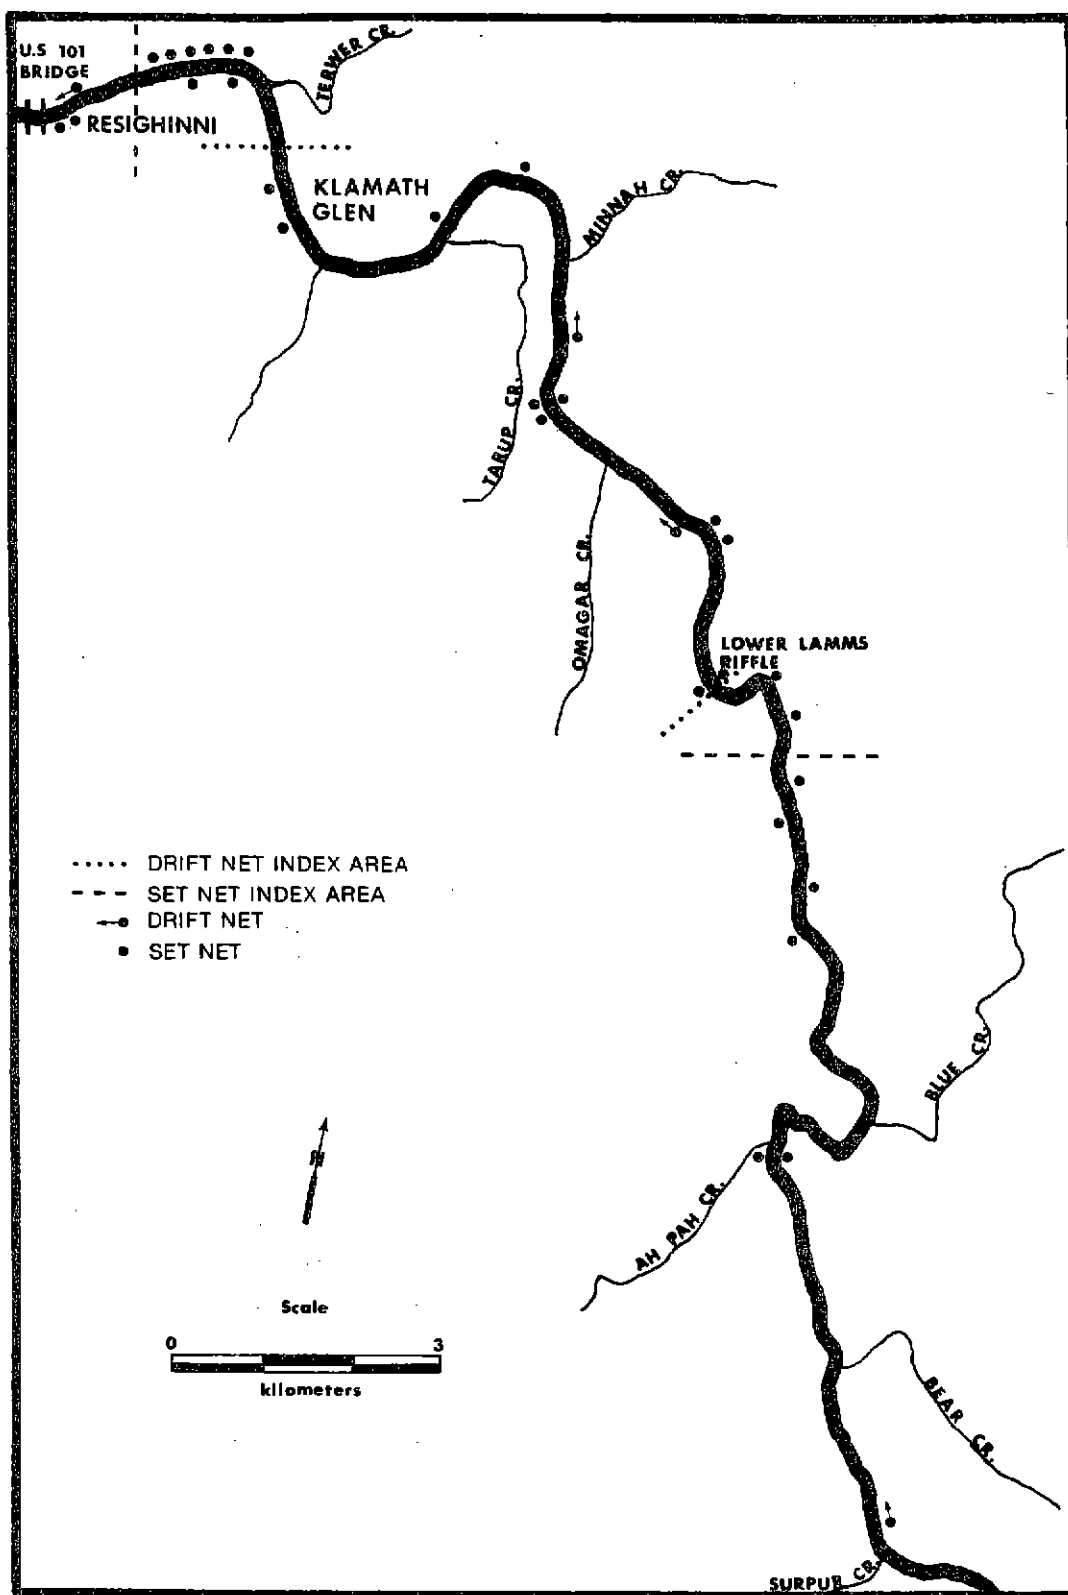 U.S 101
BRIDGE
TERWER CR.
RESIGHINNI
KLAMATH
GLEN
MINNAH CR.
TARUP CR.
OMAGAR CR.
LOWER LAMMS
RIFFLE
DRIFT NET INDEX AREA
SET NET INDEX AREA
DRIFT NET
SET NET
BLUE CR.
N
AH PAH CR.
Scale
0 3
kilometers
BEAR CR.
SURPUR CR.